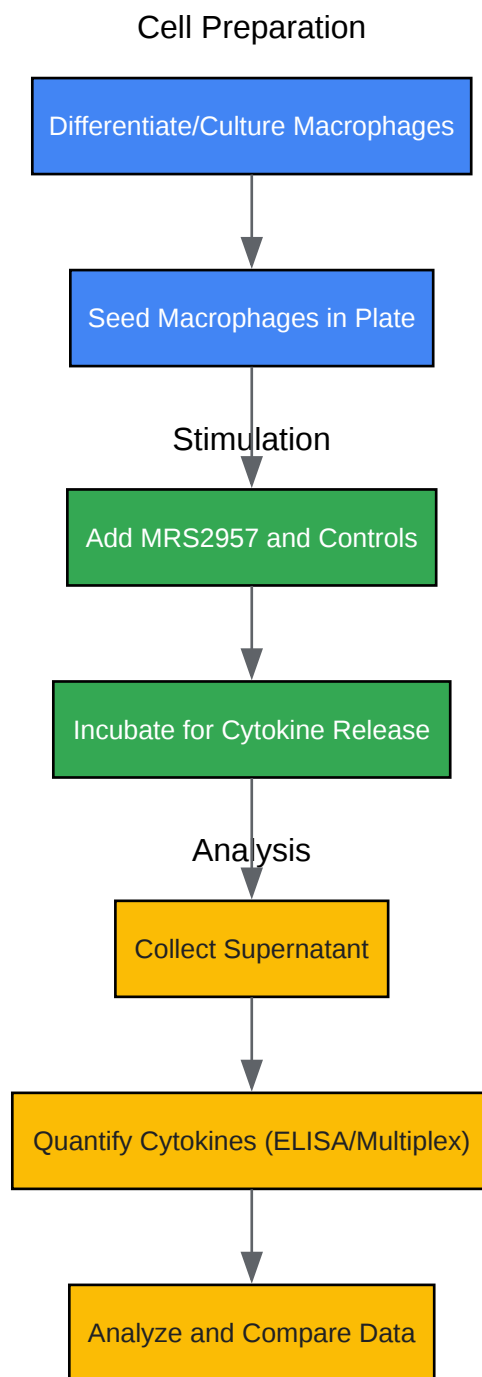 Cell Preparation
Differentiate/Culture Macrophages
Seed Macrophages in Plate
Stimulation
Add MRS2957 and Controls
Incubate for Cytokine Release
Analysis
Collect Supernatant
Quantify Cytokines (ELISA/Multiplex)
Analyze and Compare Data